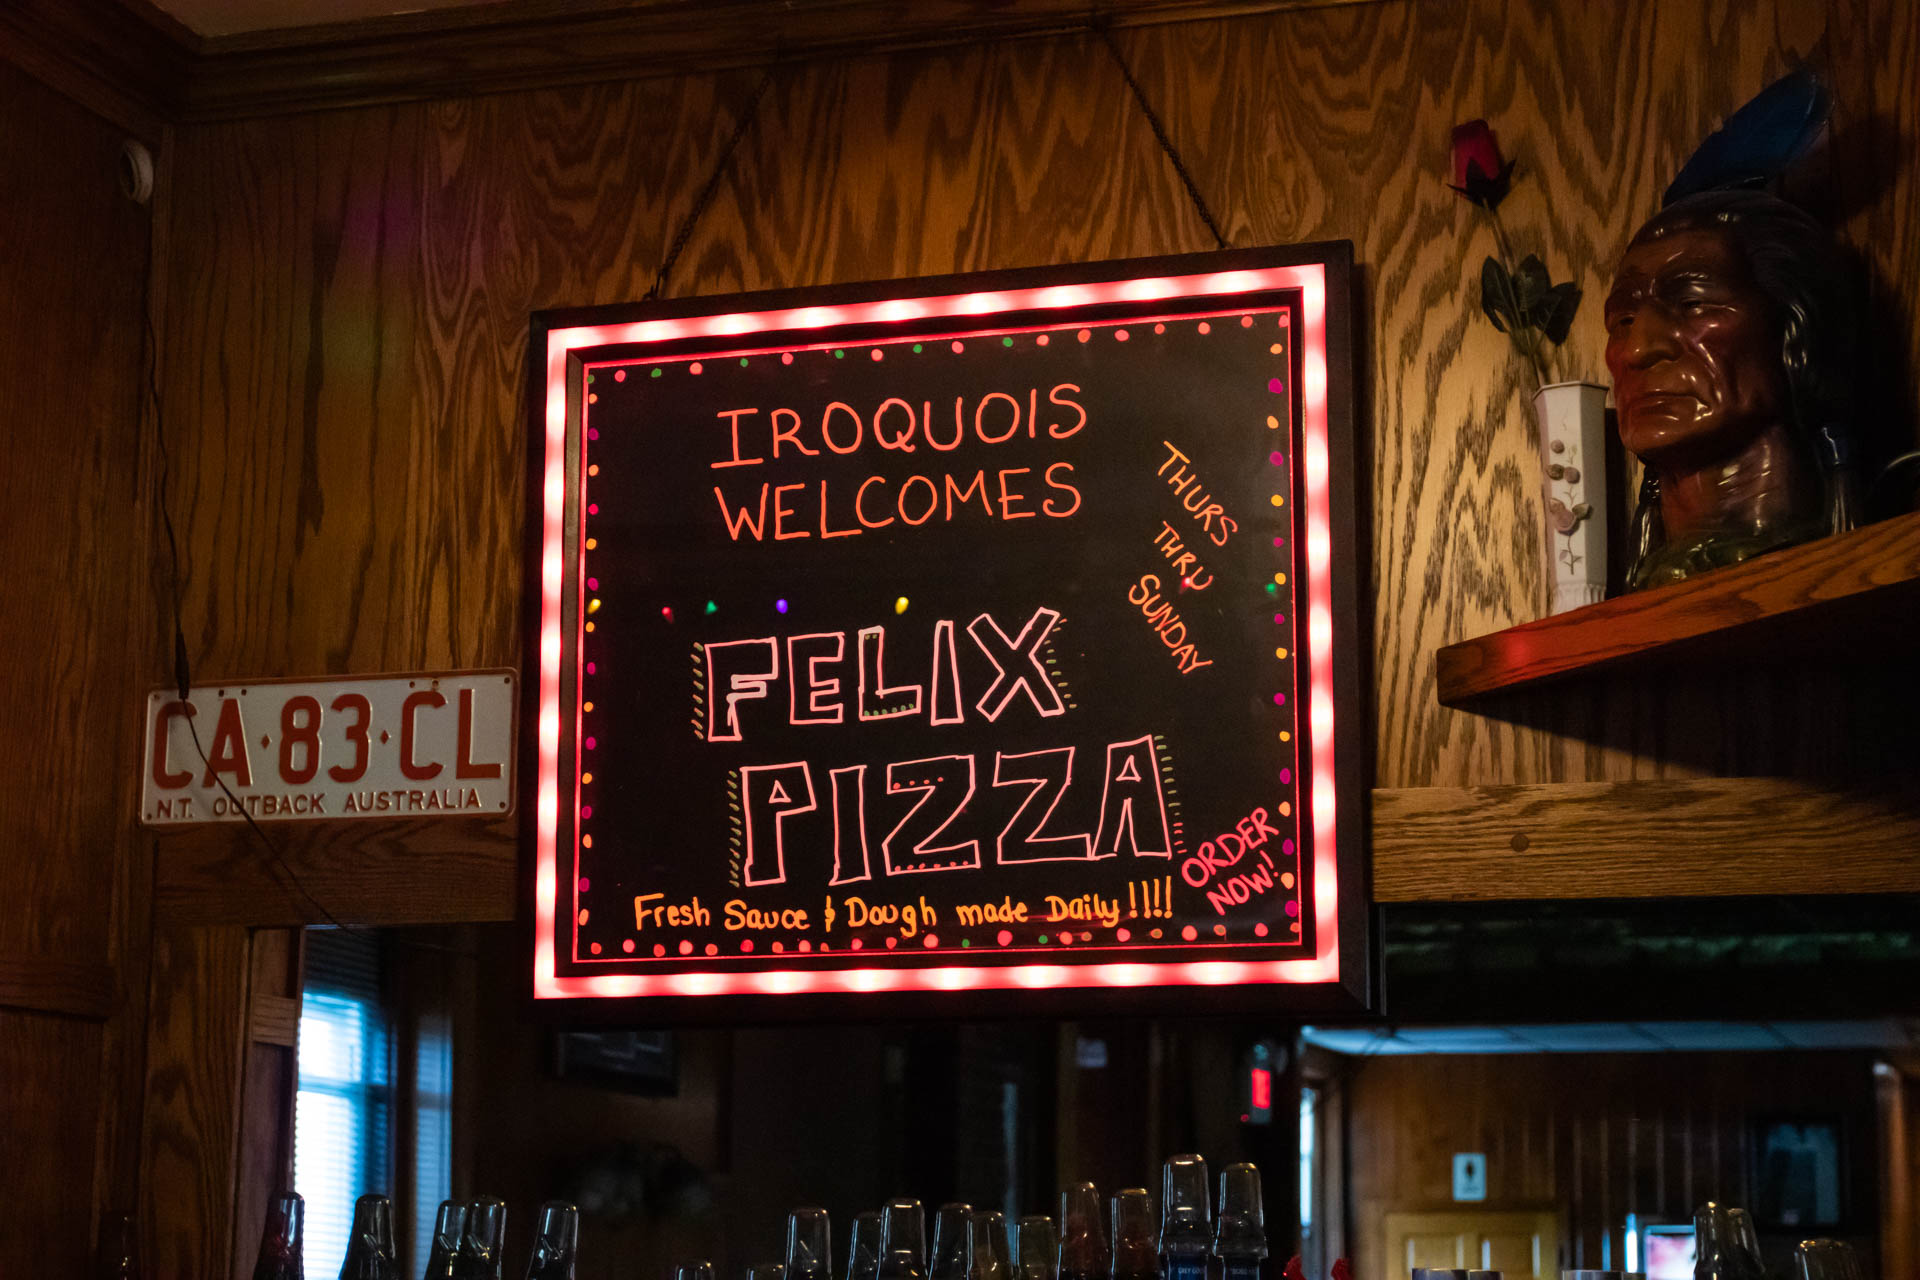 IROQUOIS
WELCOMES
THURS
THRU
SUNDAY
FELIX
PIZZA
ORDER
NOW!
Fresh Sauce & Dough made Daily!!!!
CA·83·CL
N.T. OUTBACK AUSTRALIA